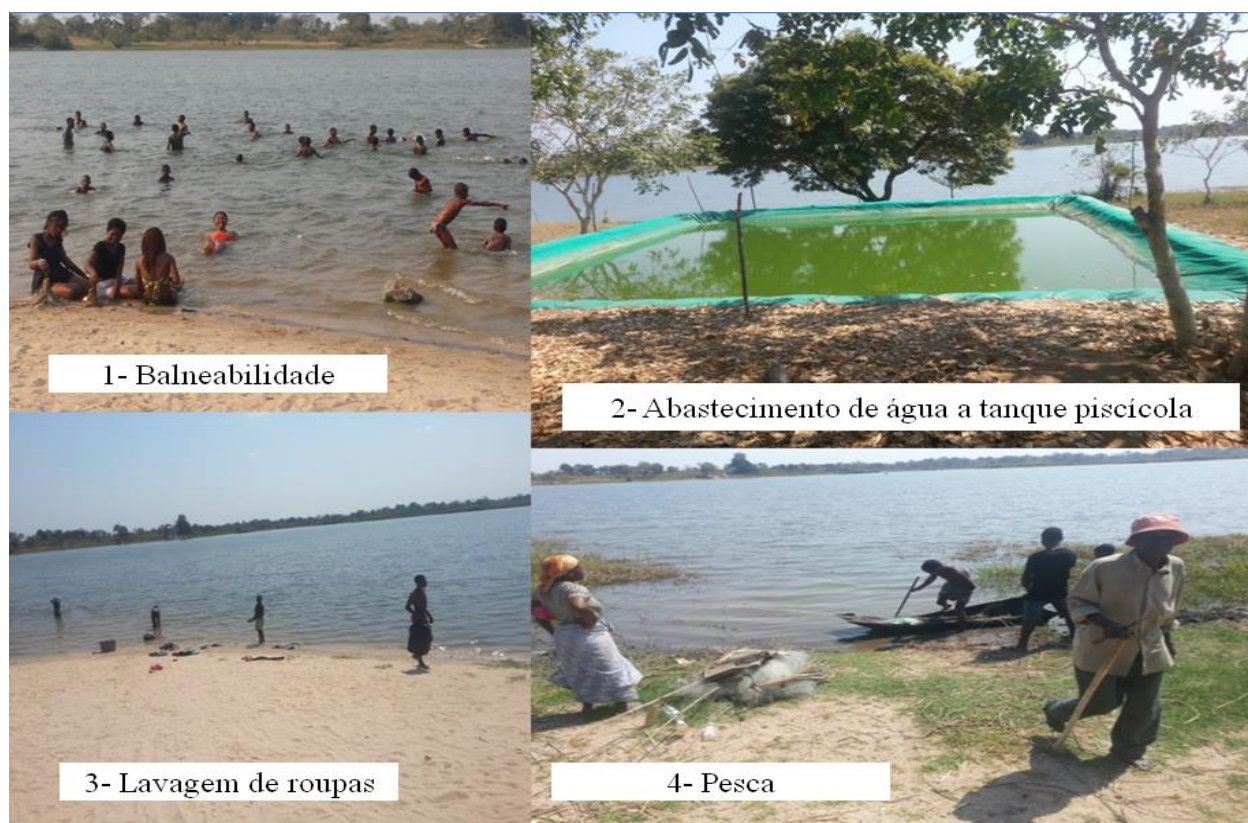 1- Balneabilidade
2- Abastecimento de água a tanque piscícola
3- Lavagem de roupas
4- Pesca